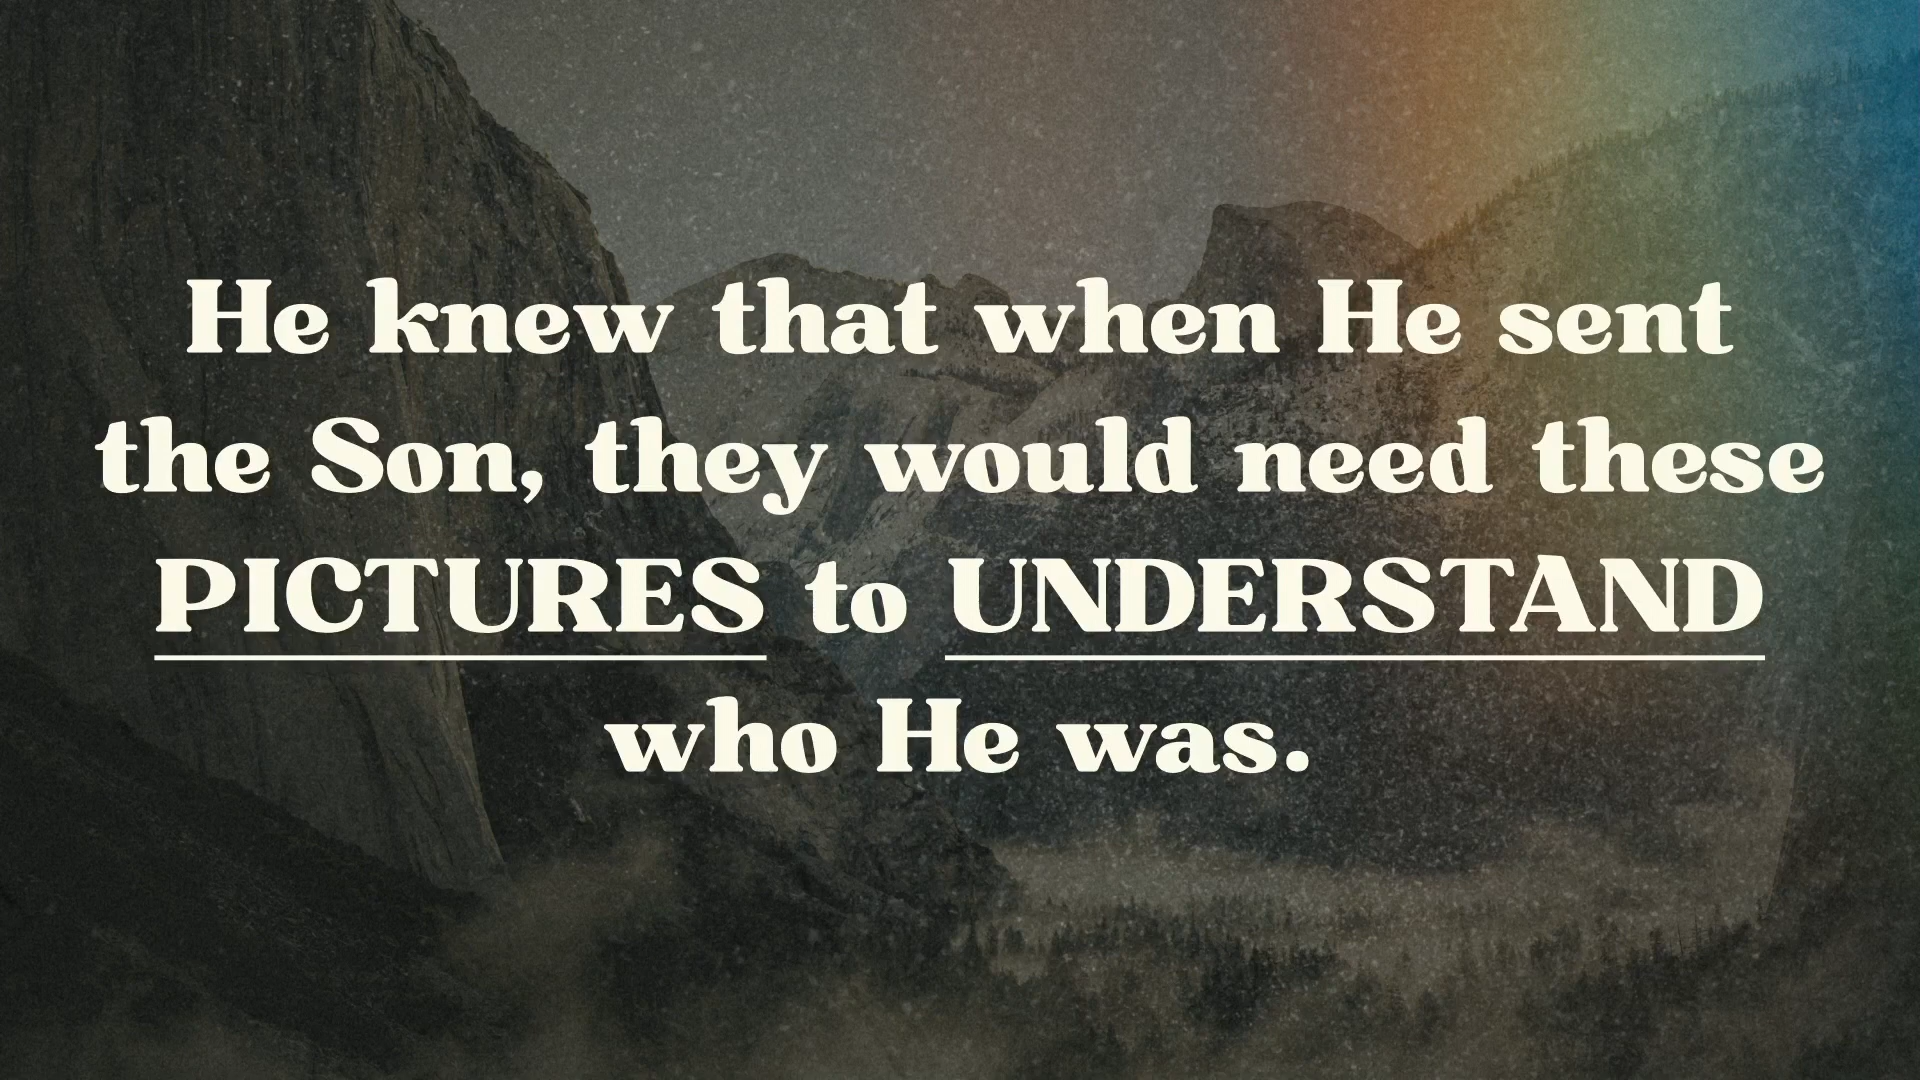 He knew that when He sent
the Son, they would need these
PICTURES to UNDERSTAND
who He was.